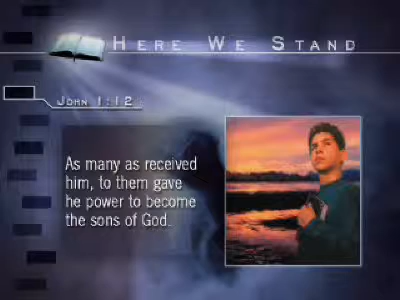 HERE WE STAND
JOHN 1:12
As many as received
him, to them gave
he power to become
the sons of God.